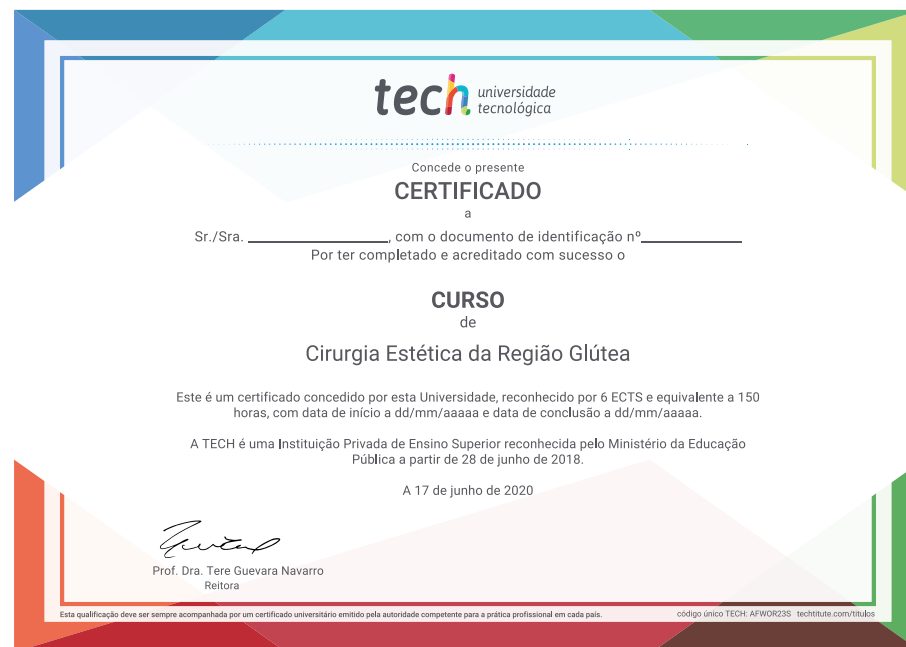 tech universidade
tecnológica
Concede o presente
CERTIFICADO
a
Sr./Sra. ________________, com o documento de identificação nº____________
Por ter completado e acreditado com sucesso o
CURSO
de
Cirurgia Estética da Região Glútea
Este é um certificado concedido por esta Universidade, reconhecido por 6 ECTS e equivalente a 150
horas, com data de início a dd/mm/aaaaa e data de conclusão a dd/mm/aaaaa.
A TECH é uma Instituição Privada de Ensino Superior reconhecida pelo Ministério da Educação
Pública a partir de 28 de junho de 2018.
A 17 de junho de 2020
Prof. Dra. Tere Guevara Navarro
Reitora
Esta qualificação deve ser sempre acompanhada por um certificado universitário emitido pela autoridade competente para a prática profissional em cada país.
código único TECH: AFWOR23S techtitute.com/titulos